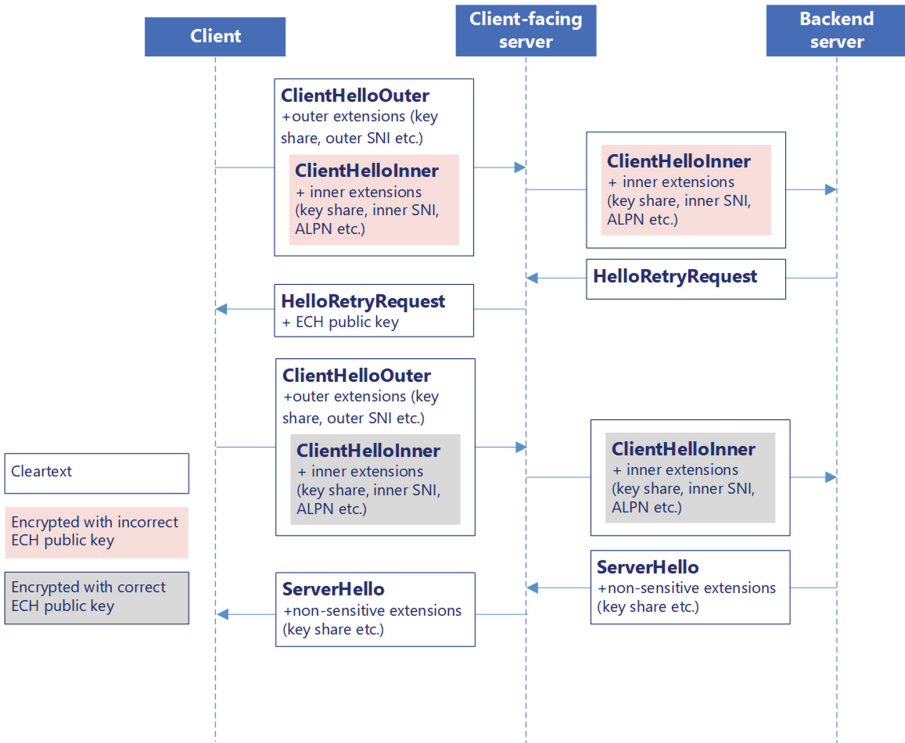 Client
Client-facing
server
Backend
server
ClientHelloOuter
+outer extensions (key
share, outer SNI etc.)
ClientHelloInner
+ inner extensions
(key share, inner SNI,
ALPN etc.)
ClientHelloInner
+ inner extensions
(key share, inner SNI,
ALPN etc.)
HelloRetryRequest
HelloRetryRequest
+ ECH public key
ClientHelloOuter
+outer extensions (key
share, outer SNI etc.)
ClientHelloInner
+ inner extensions
(key share, inner SNI,
ALPN etc.)
ClientHelloInner
+ inner extensions
(key share, inner SNI,
ALPN etc.)
Cleartext
Encrypted with incorrect
ECH public key
Encrypted with correct
ECH public key
ServerHello
+non-sensitive extensions
(key share etc.)
ServerHello
+non-sensitive extensions
(key share etc.)